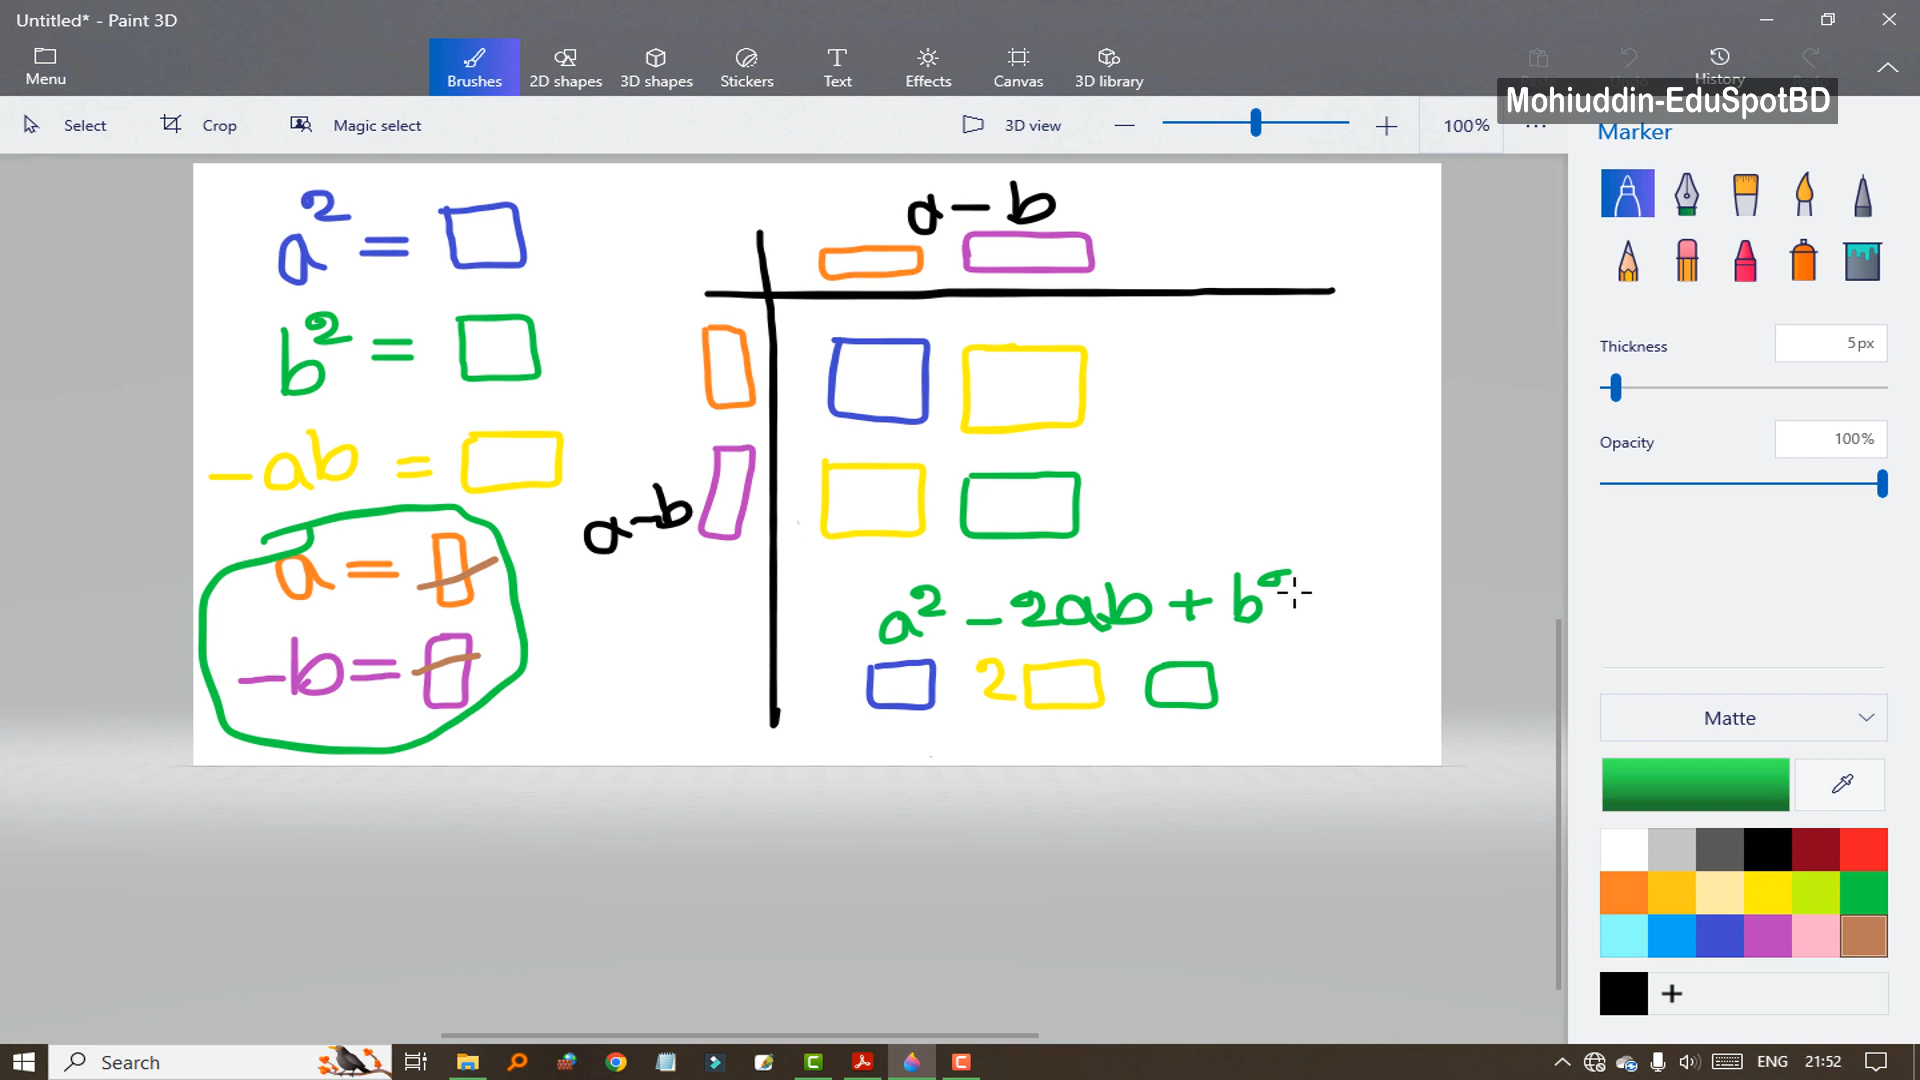 Untitled* - Paint 3D
Menu
Brushes
2D shapes
3D shapes
Stickers
Text
Effects
Canvas
3D library
History
Mohiuddin-EduSpotBD
Select
Crop
Magic select
3D view
100%
Marker
Thickness
5px
Opacity
100%
Matte
a² =
b² =
-ab =
a =
-b =
a - b
a-b
a² - 2ab + b²
2
Search
ENG
21:52